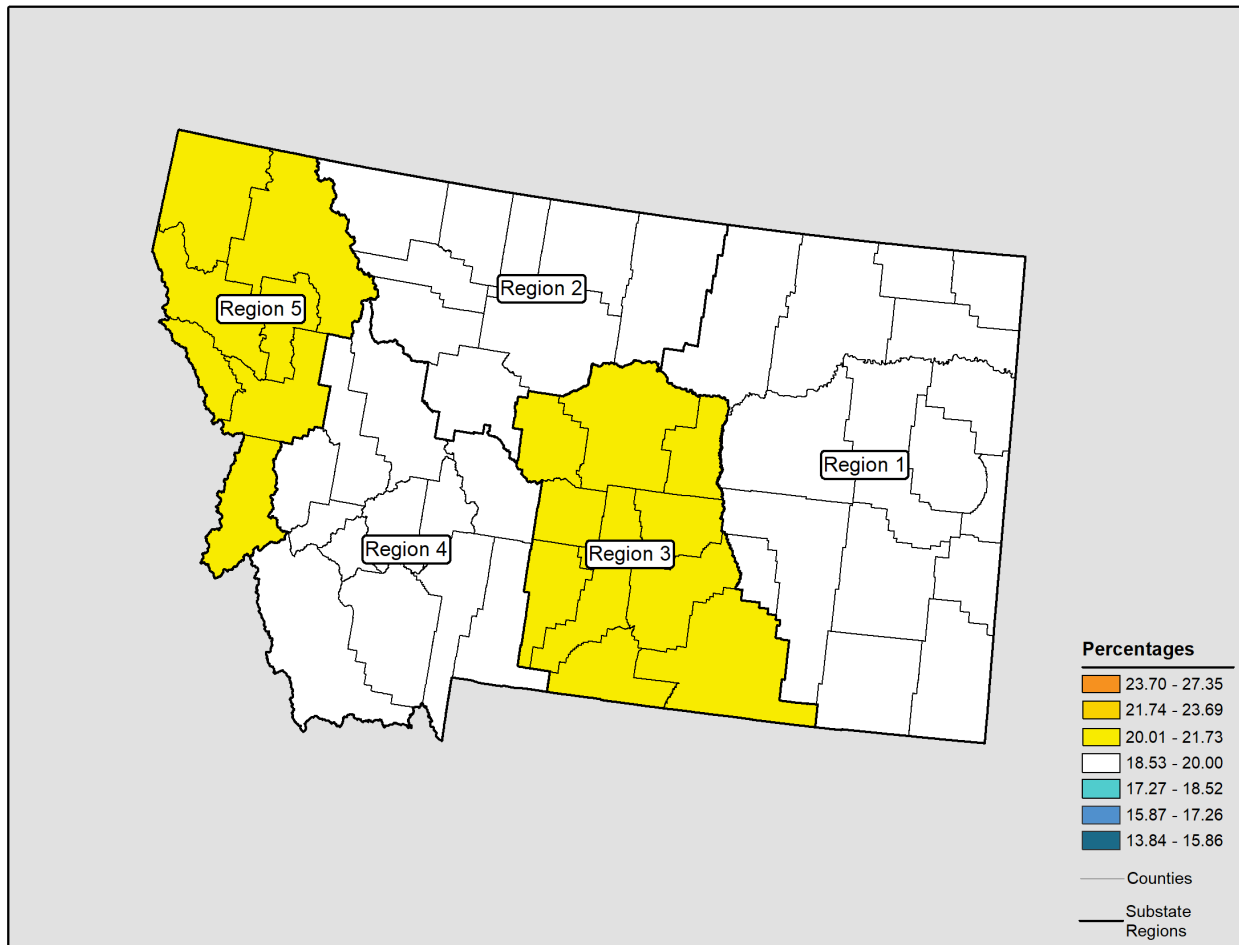 Region 5
Region 2
Region 1
Region 4
Region 3
Percentages
23.70 - 27.35
21.74 - 23.69
20.01 - 21.73
18.53 - 20.00
17.27 - 18.52
15.87 - 17.26
13.84 - 15.86
Counties
Substate
Regions